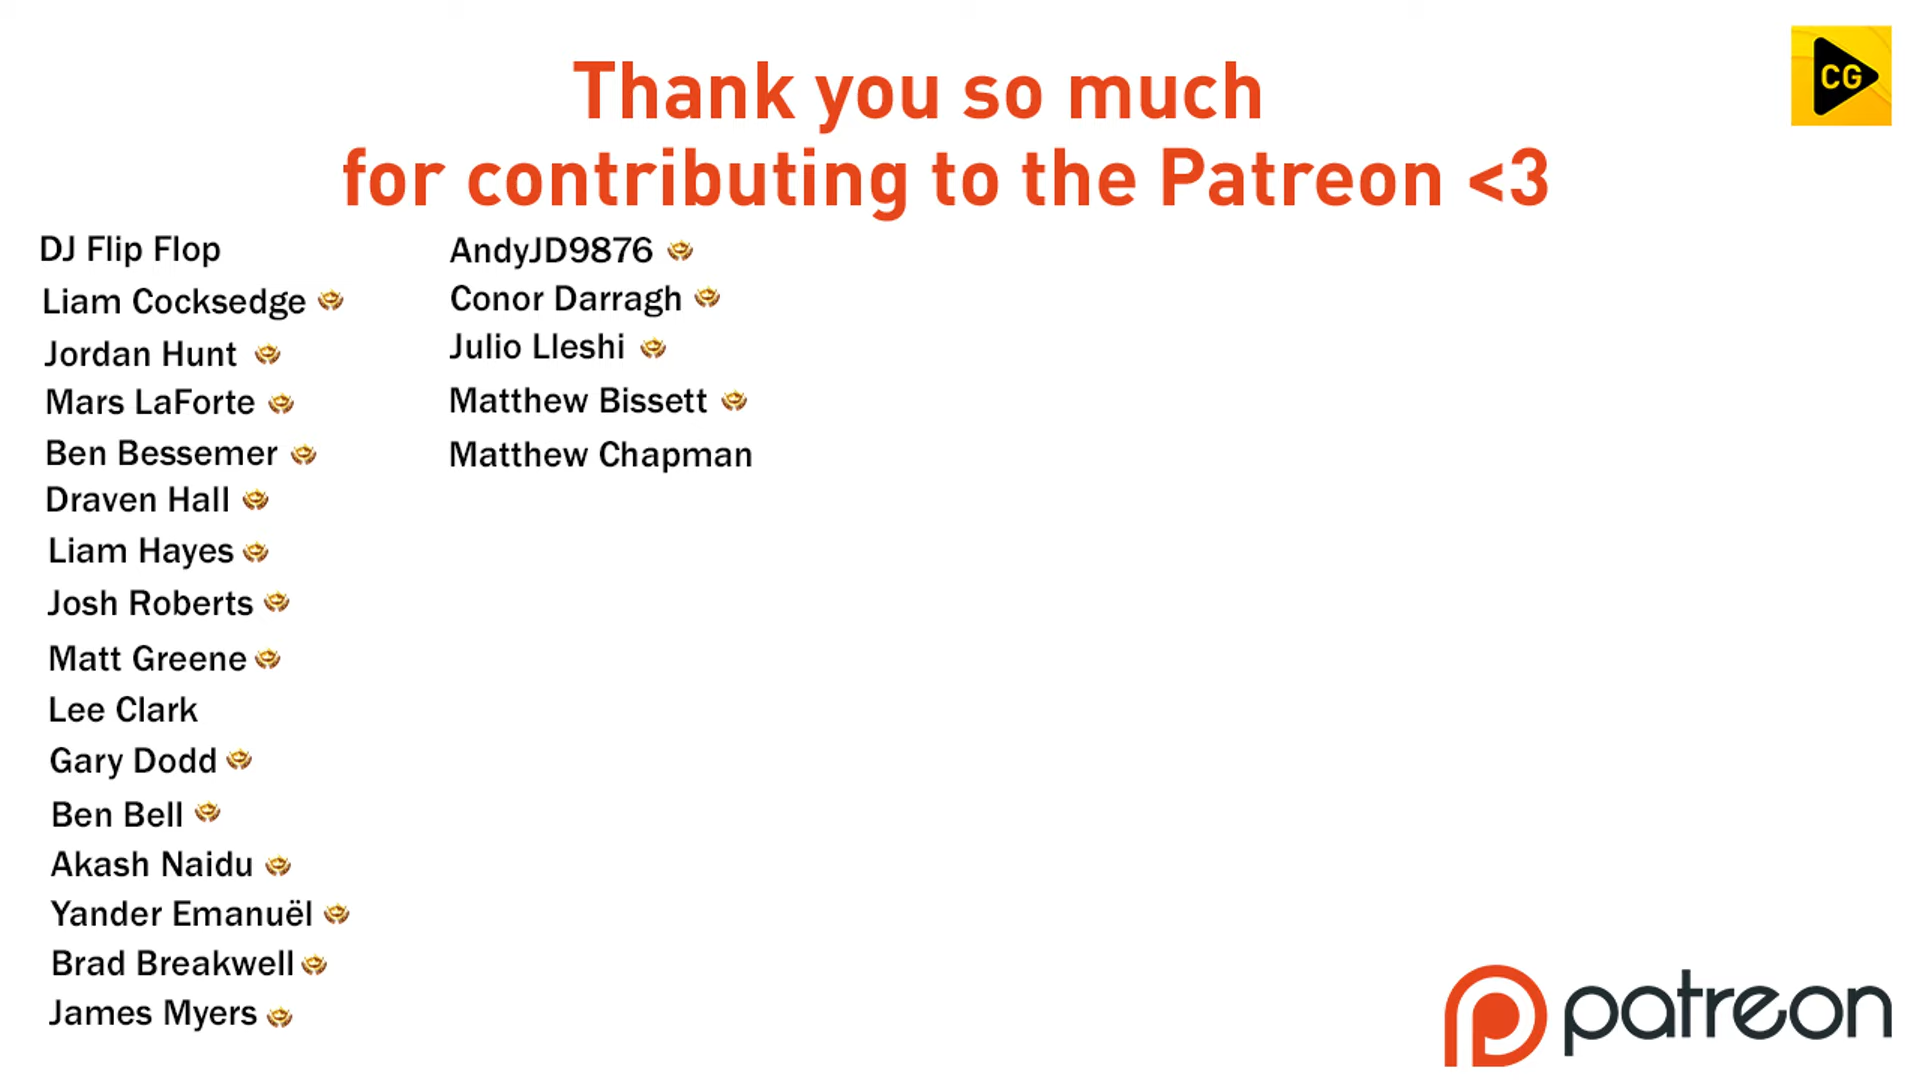 Thank you so much
for contributing to the Patreon <3
CG
DJ Flip Flop
Liam Cocksedge
Jordan Hunt
Mars LaForte
Ben Bessemer
Draven Hall
Liam Hayes
Josh Roberts
Matt Greene
Lee Clark
Gary Dodd
Ben Bell
Akash Naidu
Yander Emanuël
Brad Breakwell
James Myers
AndyJD9876
Conor Darragh
Julio Lleshi
Matthew Bissett
Matthew Chapman
patreon